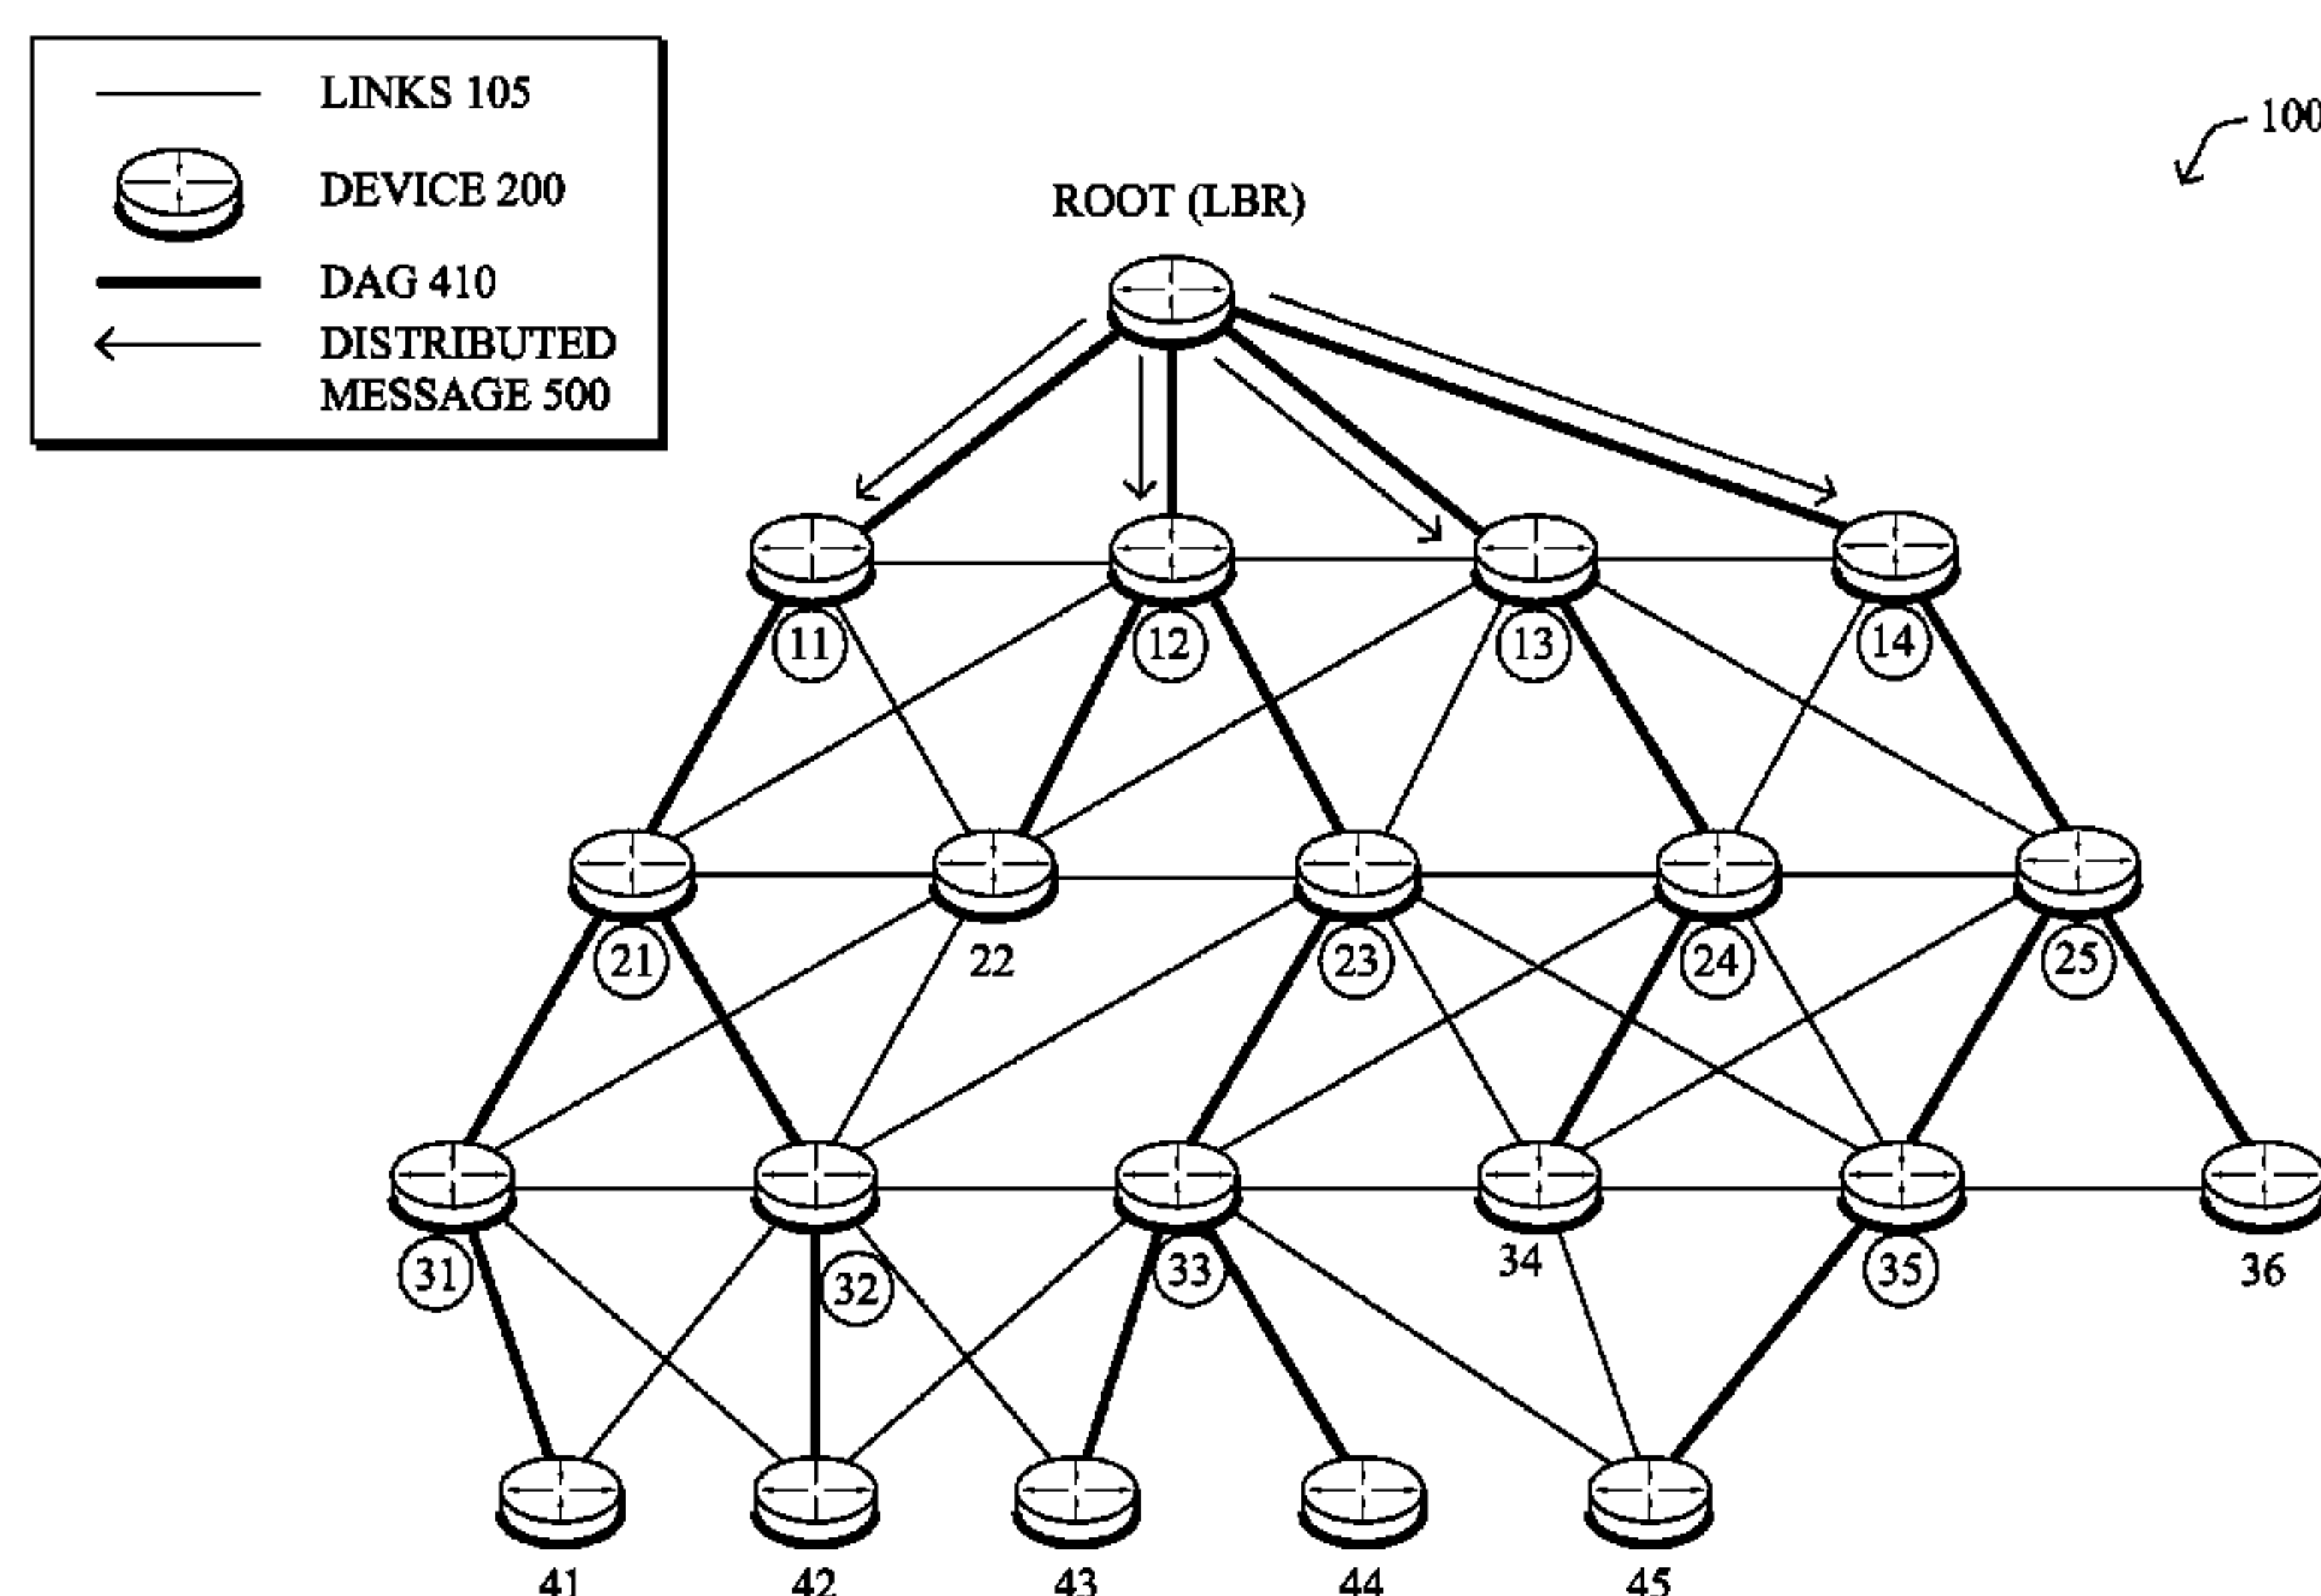 LINKS 105
DEVICE 200
DAG 410
DISTRIBUTED
MESSAGE 500
100
ROOT (LBR)
11 12 13 14
21 22 23 24 25
31 32 33 34 35 36
41 42 43 44 45